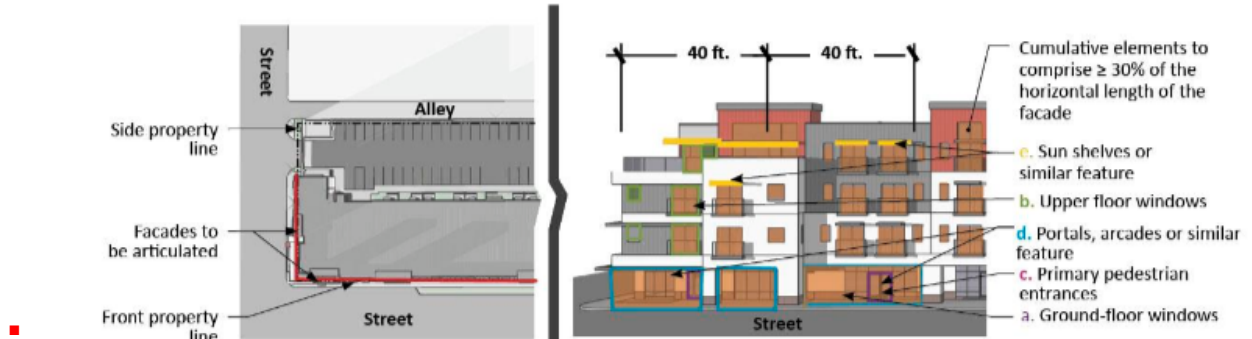 Street
Alley
Side property
line
Facades to
be articulated
Front property
line
Street
40 ft.
40 ft.
Cumulative elements to
comprise ≥ 30% of the
horizontal length of the
facade
e. Sun shelves or
similar feature
b. Upper floor windows
d. Portals, arcades or similar
feature
c. Primary pedestrian
entrances
a. Ground-floor windows
Street